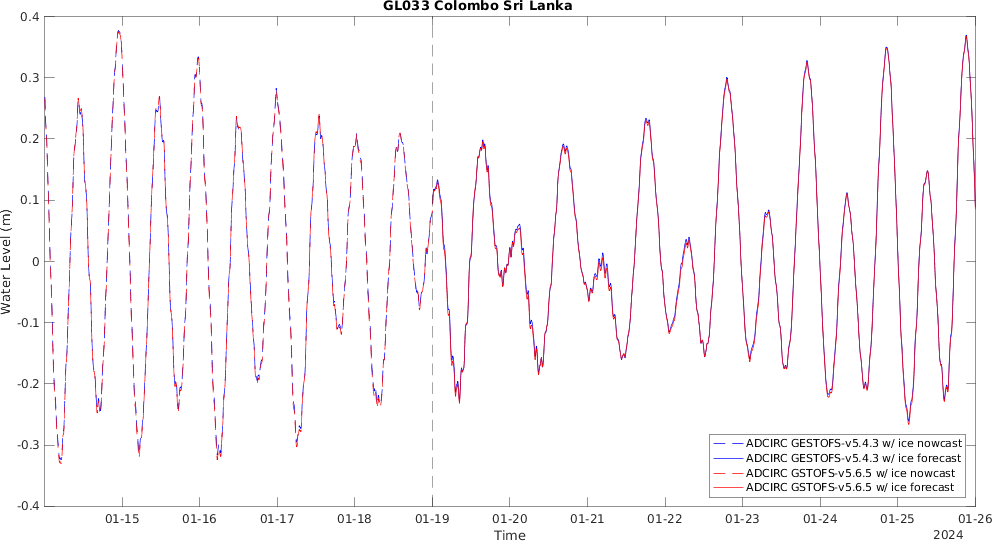 GL033 Colombo Sri Lanka
0.4
0.3
0.2
0.1
0
-0.1
-0.2
-0.3
-0.4
Water Level (m)
ADCIRC GESTOFS-v5.4.3 w/ ice nowcast
ADCIRC GESTOFS-v5.4.3 w/ ice forecast
ADCIRC GSTOFS-v5.6.5 w/ ice nowcast
ADCIRC GSTOFS-v5.6.5 w/ ice forecast
01-15 01-16 01-17 01-18 01-19 01-20 01-21 01-22 01-23 01-24 01-25 01-26
Time
2024